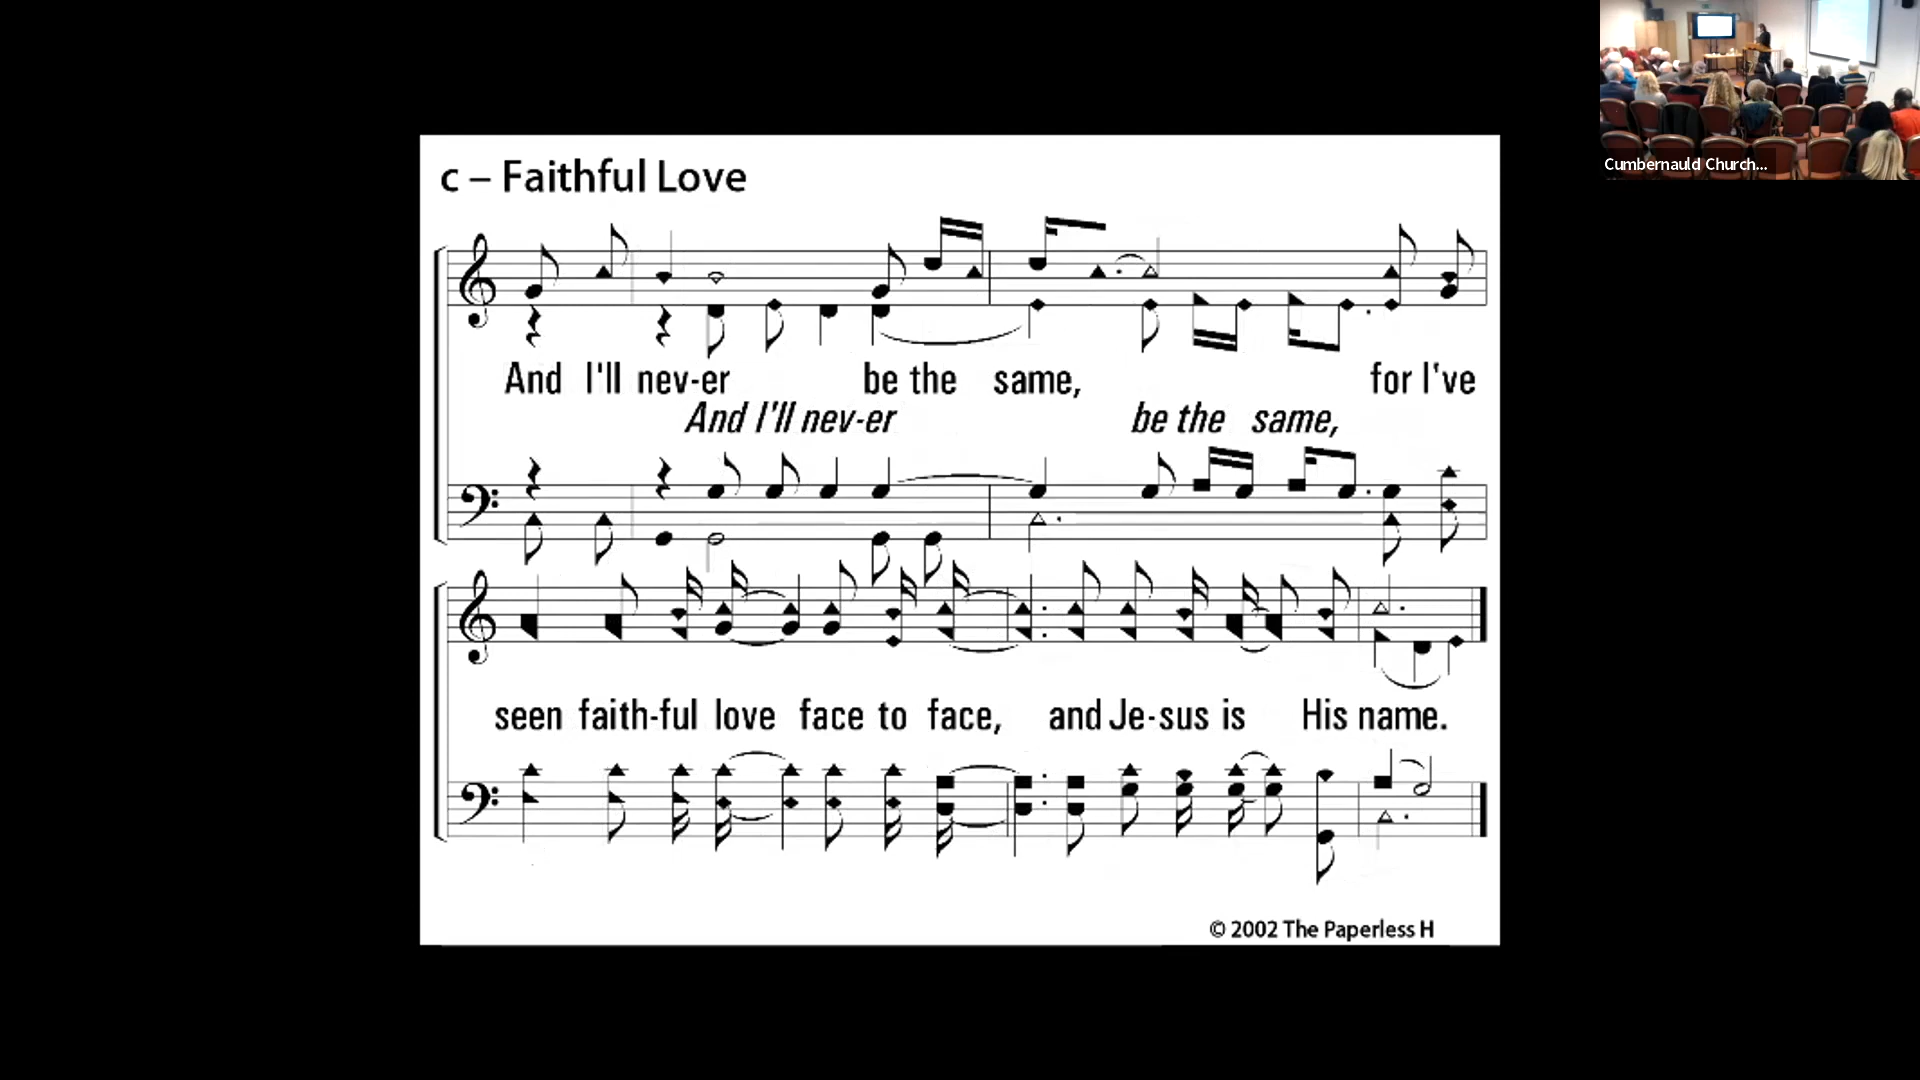 c – Faithful Love
And I'll nev-er be the same, for I've
And I'll nev-er be the same,
seen faith-ful love face to face, and Je-sus is His name.
© 2002 The Paperless H
Cumbernauld Church...